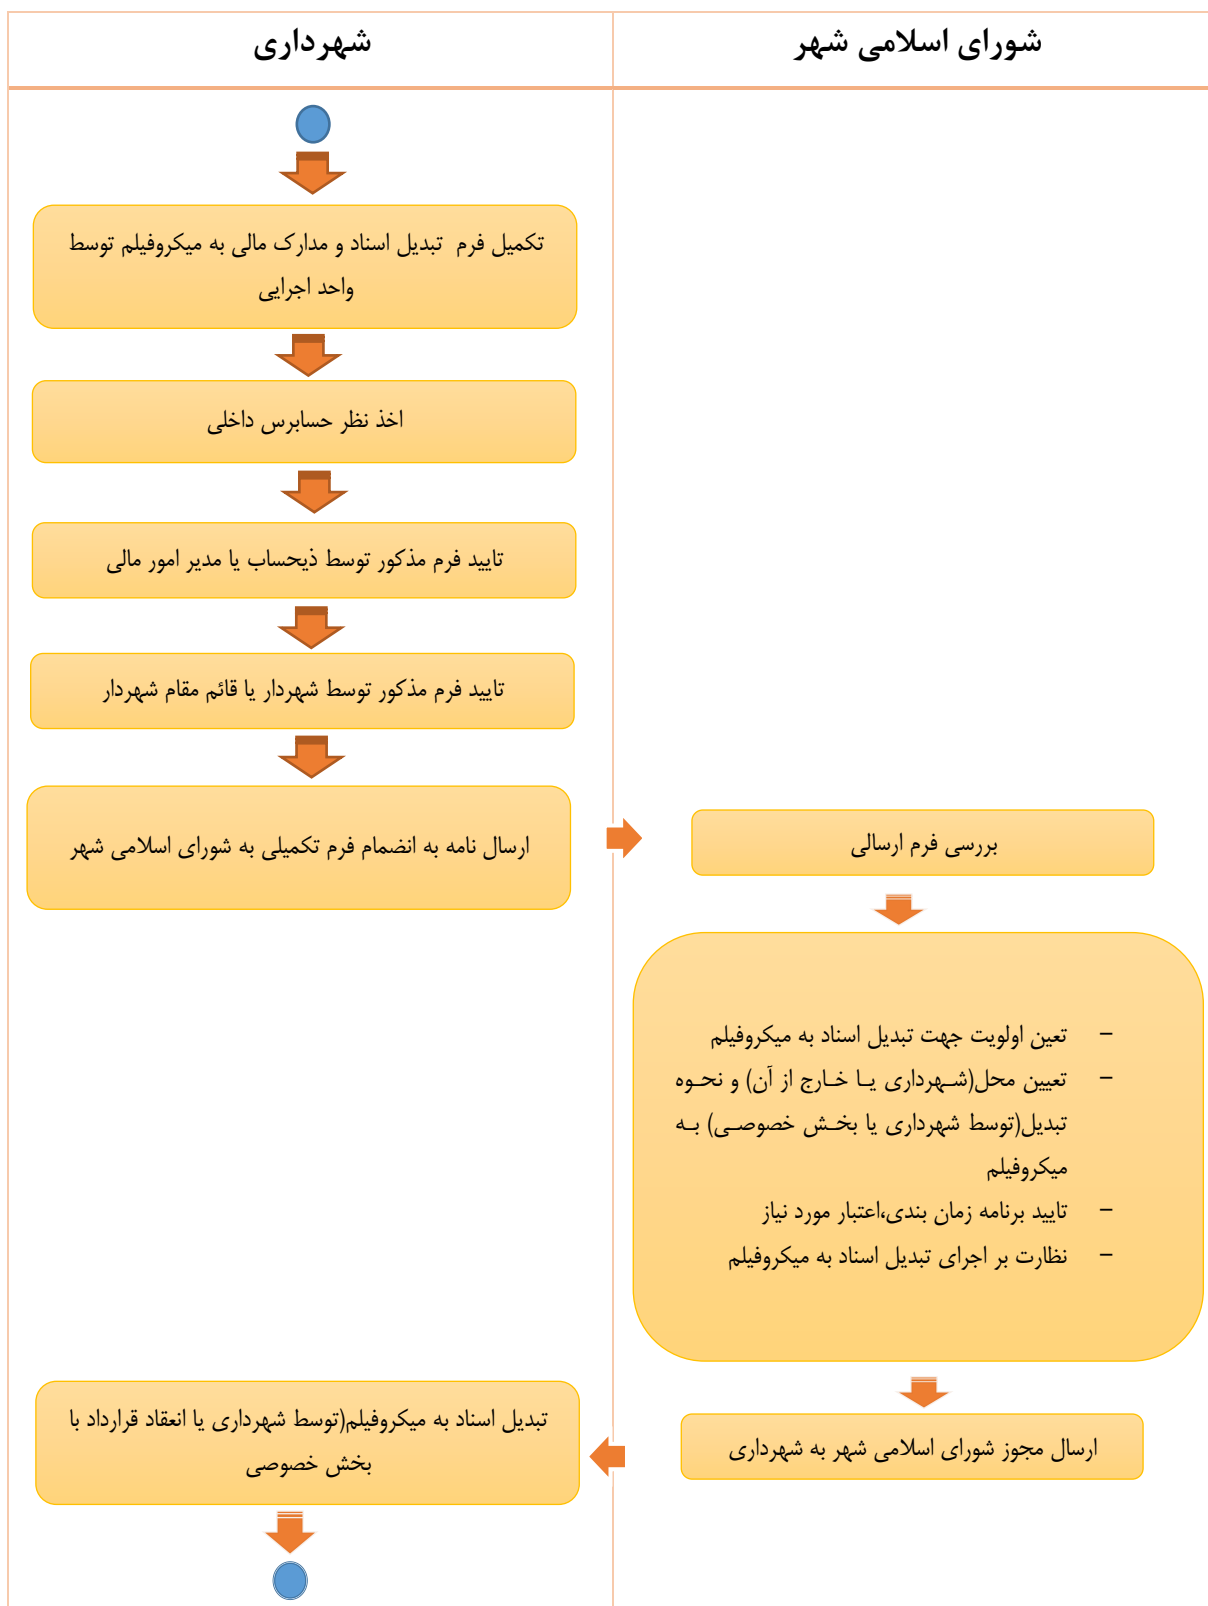 شورای اسلامی شهر
شهرداری
تکمیل فرم تبدیل اسناد و مدارک مالی به میکروفیلم توسط
واحد اجرایی
اخذ نظر حسابرس داخلی
تایید فرم مذکور توسط ذیحساب یا مدیر امور مالی
تایید فرم مذکور توسط شهردار یا قائم مقام شهردار
ارسال نامه به انضمام فرم تکمیلی به شورای اسلامی شهر
بررسی فرم ارسالی
- تعین اولویت جهت تبدیل اسناد به میکروفیلم
- تعیین محل(شهرداری یا خارج از آن) و نحوه
تبدیل(توسط شهرداری یا بخش خصوصی) به
میکروفیلم
- تایید برنامه زمان بندی،اعتبار مورد نیاز
- نظارت بر اجرای تبدیل اسناد به میکروفیلم
ارسال مجوز شورای اسلامی شهر به شهرداری
تبدیل اسناد به میکروفیلم(توسط شهرداری یا انعقاد قرارداد با
بخش خصوصی